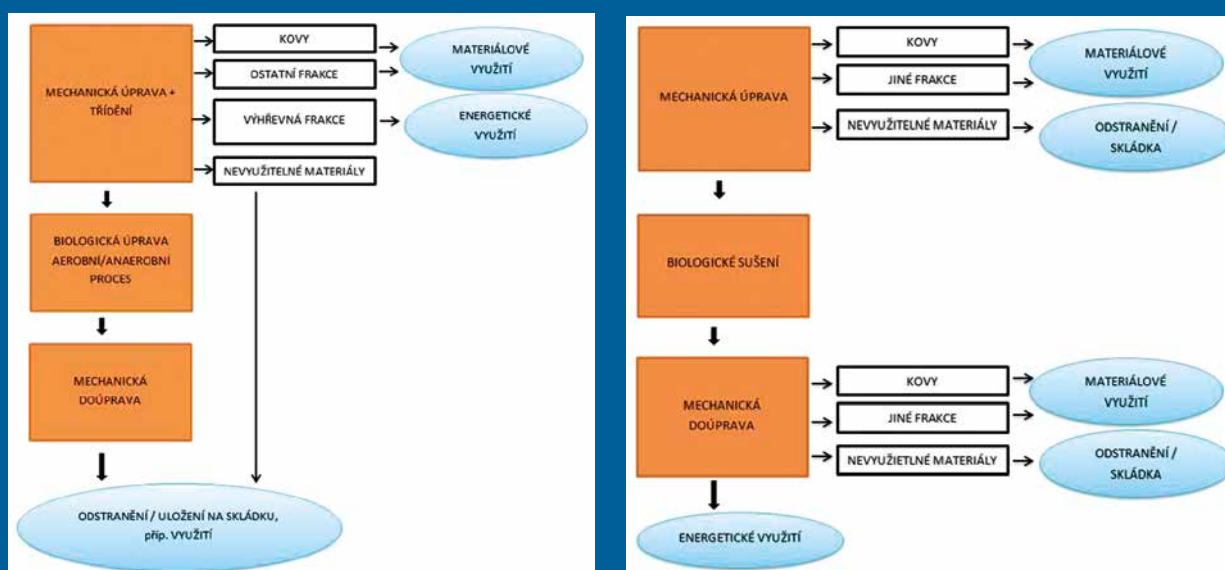 MECHANICKÁ ÚPRAVA +
TŘÍDĚNÍ
KOVY
OSTATNÍ FRAKCE
VÝHŘEVNÁ FRAKCE
NEVYUŽITELNÉ MATERIÁLY
MATERIÁLOVÉ
VYUŽITÍ
ENERGETICKÉ
VYUŽITÍ
BIOLOGICKÁ ÚPRAVA
AEROBNÍ/ANAEROBNÍ
PROCES
MECHANICKÁ
DOÚPRAVA
ODSTRANĚNÍ / ULOŽENÍ NA SKLÁDKU,
příp. VYUŽITÍ
MECHANICKÁ ÚPRAVA
KOVY
JINÉ FRAKCE
NEVYUŽITELNÉ MATERIÁLY
MATERIÁLOVÉ
VYUŽITÍ
ODSTRANĚNÍ /
SKLÁDKA
BIOLOGICKÉ SUŠENÍ
MECHANICKÁ
DOÚPRAVA
KOVY
JINÉ FRAKCE
NEVYUŽIETLNÉ MATERIÁLY
MATERIÁLOVÉ
VYUŽITÍ
ODSTRANĚNÍ /
SKLÁDKA
ENERGETICKÉ VYUŽITÍ